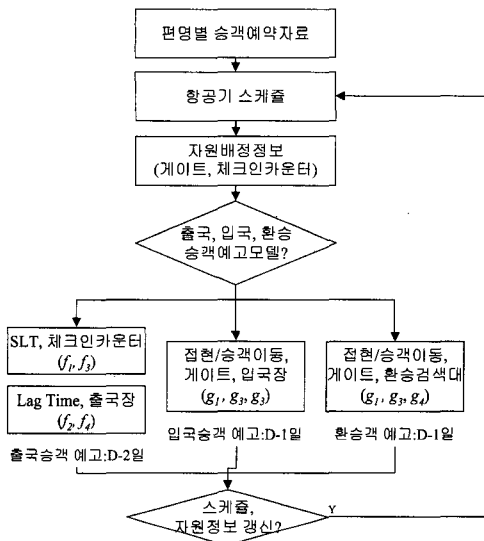 편명별 승객예약자료
항공기 스케쥴
자원배정정보
(게이트, 체크인카운터)
출국, 입국, 환승
승객예고모델?
SLT, 체크인카운터
(f1, f3)
Lag Time, 출국장
(f2, f4)
출국승객 예고:D-2일
접현/승객이동,
게이트, 입국장
(g1, g3, g3)
입국승객 예고:D-1일
접현/승객이동,
게이트, 환승검색대
(g1, g3, g4)
환승객 예고:D-1일
스케쥴,
자원정보 갱신?
Y